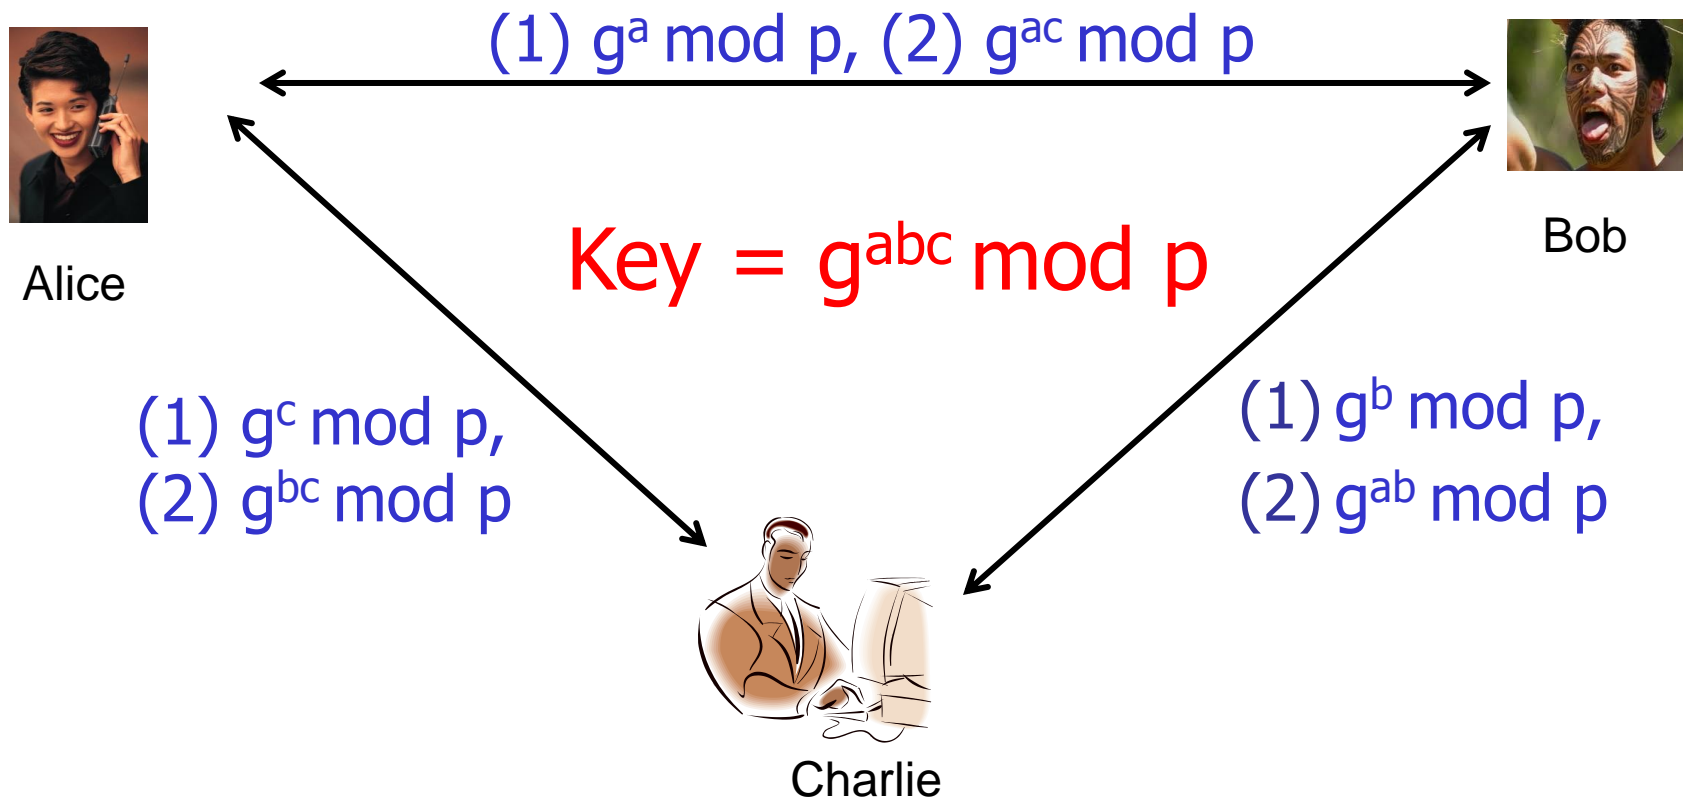 (1) gᵃ mod p, (2) gᵃᶜ mod p
Alice
Bob
Key = gᵃᵇᶜ mod p
(1) gᶜ mod p,
(2) gᵇᶜ mod p
(1) gᵇ mod p,
(2) gᵃᵇ mod p
Charlie